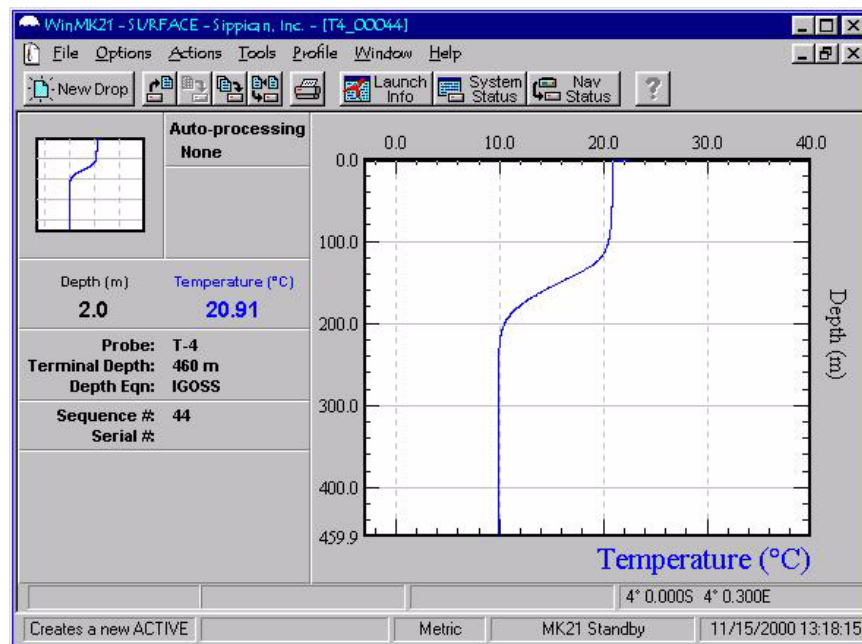 WinMK21 - SURFACE - Sippican, Inc. - [T4_00044]
File Options Actions Tools Profile Window Help
New Drop
Launch Info
System Status
Nav Status
?
Auto-processing
None
Depth (m) Temperature (°C)
2.0 20.91
Probe: T-4
Terminal Depth: 460 m
Depth Eqn: IGOSS
Sequence #: 44
Serial #:
0.0 10.0 20.0 30.0 40.0
0.0
100.0
200.0
300.0
400.0
459.9
Depth (m)
Temperature (°C)
4° 0.000S 4° 0.300E
Creates a new ACTIVE Metric MK21 Standby 11/15/2000 13:18:15